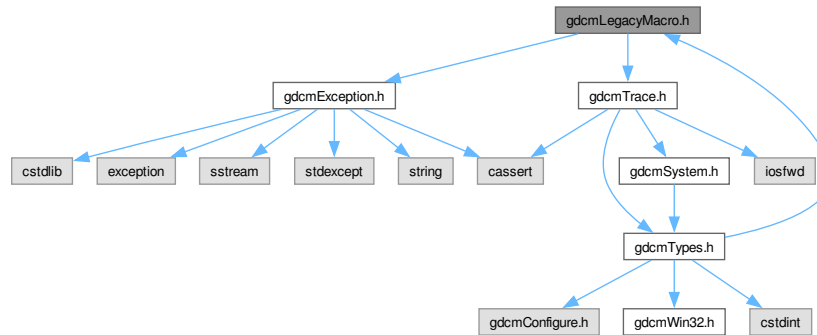 gdcmLegacyMacro.h
gdcmException.h
gdcmTrace.h
cstdlib
exception
sstream
stdexcept
string
cassert
gdcmSystem.h
iosfwd
gdcmTypes.h
gdcmConfigure.h
gdcmWin32.h
cstdint